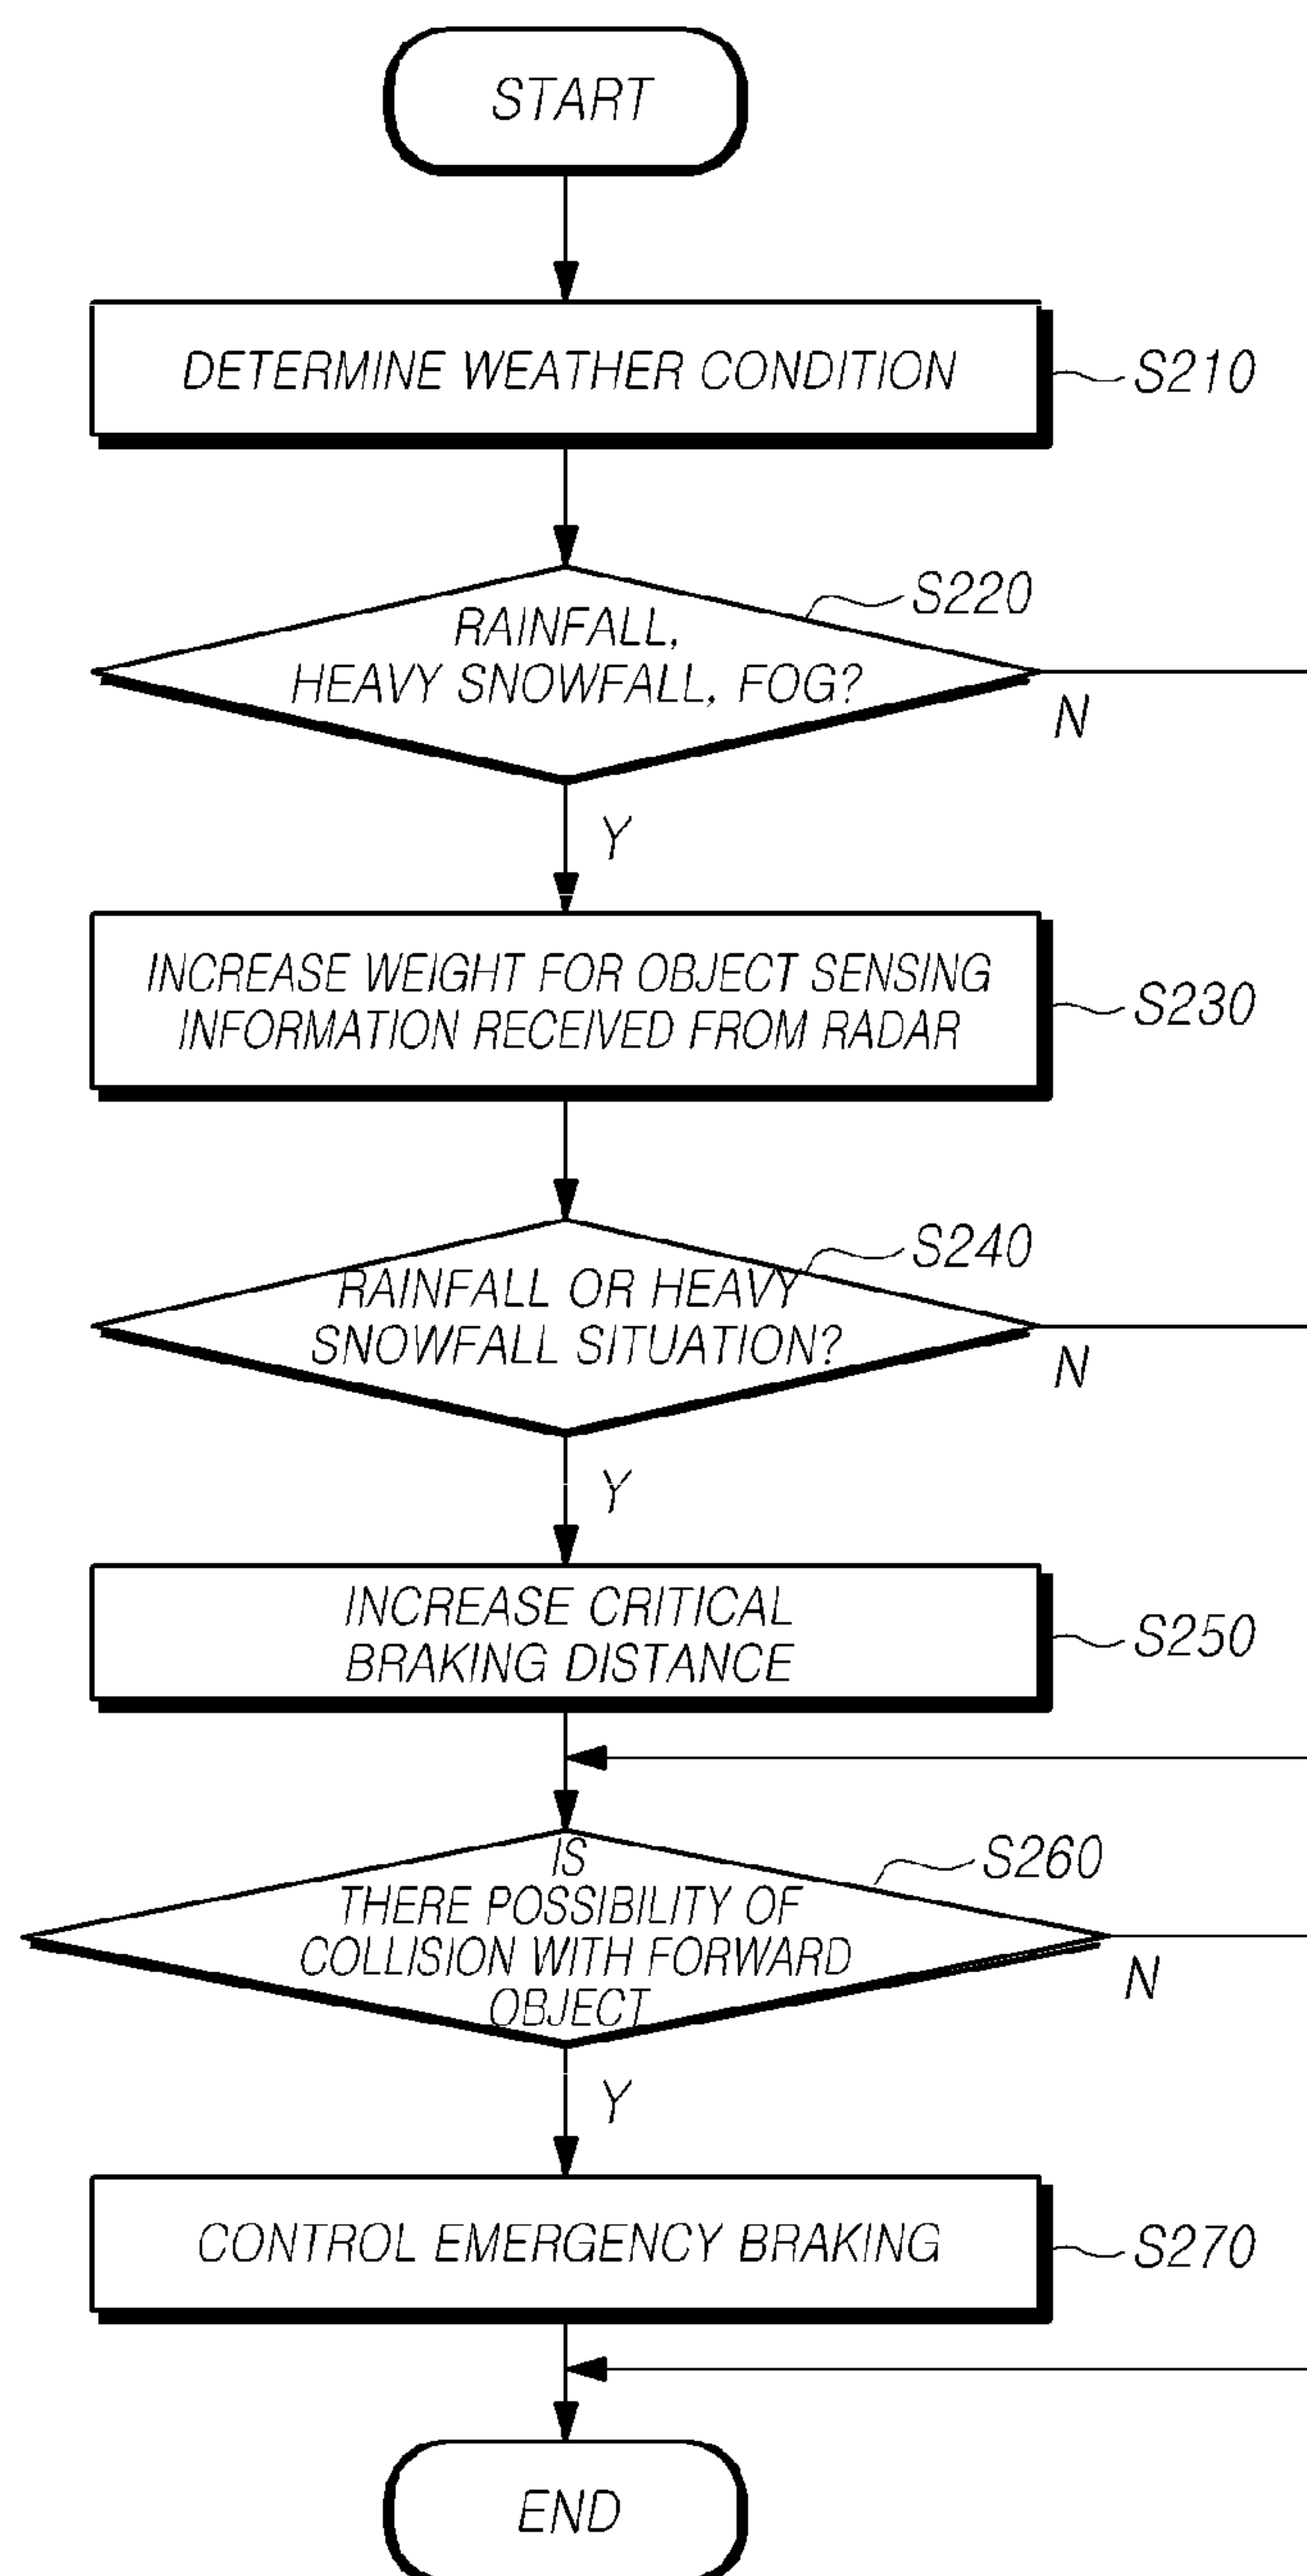 START
DETERMINE WEATHER CONDITION
S210
S220
RAINFALL,
HEAVY SNOWFALL, FOG?
N
Y
INCREASE WEIGHT FOR OBJECT SENSING
INFORMATION RECEIVED FROM RADAR
S230
S240
RAINFALL OR HEAVY
SNOWFALL SITUATION?
N
Y
INCREASE CRITICAL
BRAKING DISTANCE
S250
IS
THERE POSSIBILITY OF
COLLISION WITH FORWARD
OBJECT
S260
N
Y
CONTROL EMERGENCY BRAKING
S270
END